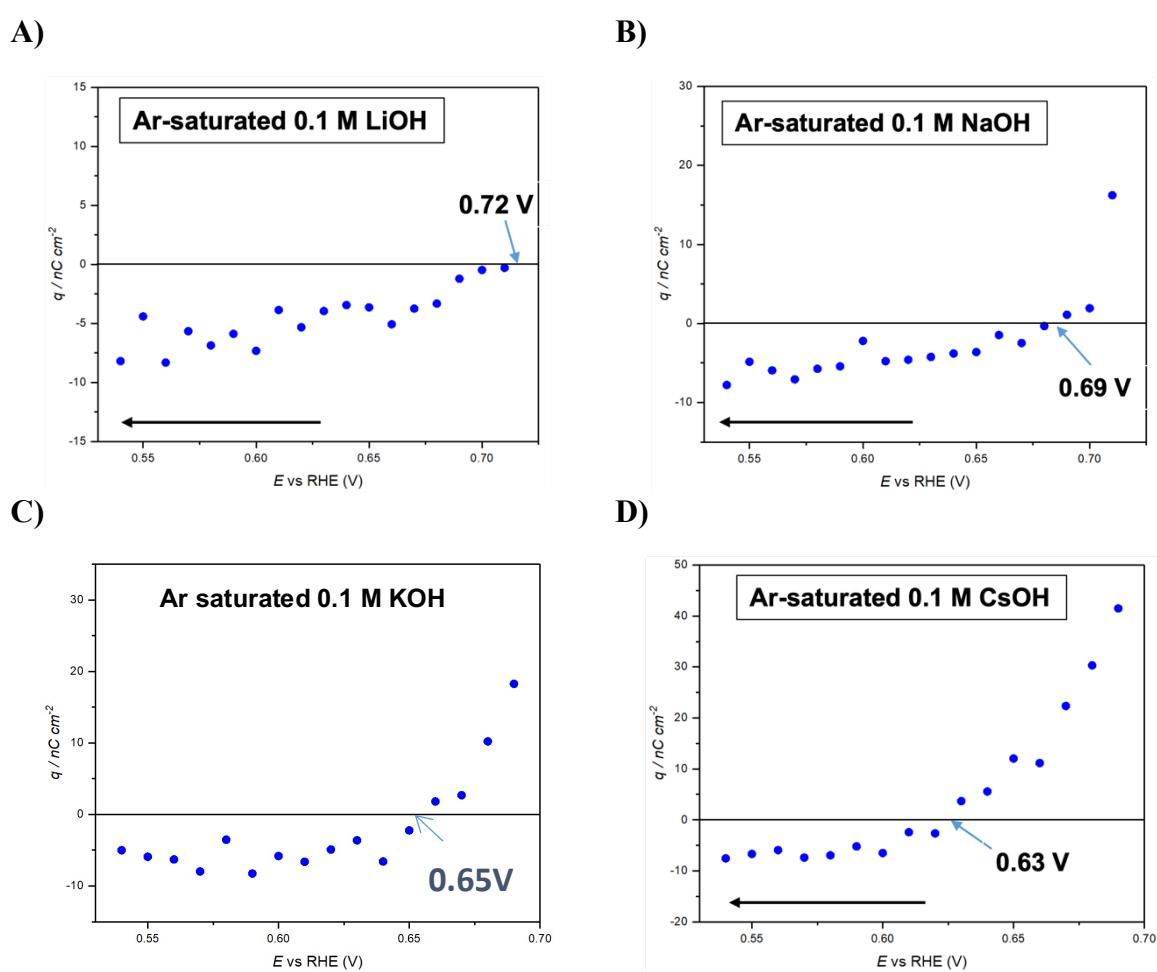 A)
Ar-saturated 0.1 M LiOH
0.72 V
15
10
5
0
-5
-10
-15
q / nC cm-2
0.55
0.60
0.65
0.70
E vs RHE (V)
B)
Ar-saturated 0.1 M NaOH
0.69 V
30
20
10
0
-10
q / nC cm-2
0.55
0.60
0.65
0.70
E vs RHE (V)
C)
Ar saturated 0.1 M KOH
0.65V
30
20
10
0
-10
q / nC cm-2
0.55
0.60
0.65
0.70
E vs RHE (V)
D)
Ar-saturated 0.1 M CsOH
0.63 V
50
40
30
20
10
0
-10
-20
q / nC cm-2
0.55
0.60
0.65
0.70
E vs RHE (V)